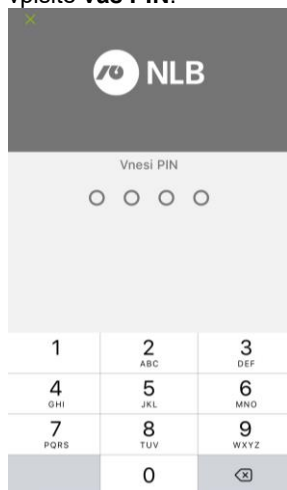 vpišite vaš PIN!
NLB
Vnesi PIN
1 2 3
ABC DEF
4 5 6
GHI JKL MNO
7 8 9
PQRS TUV WXYZ
0